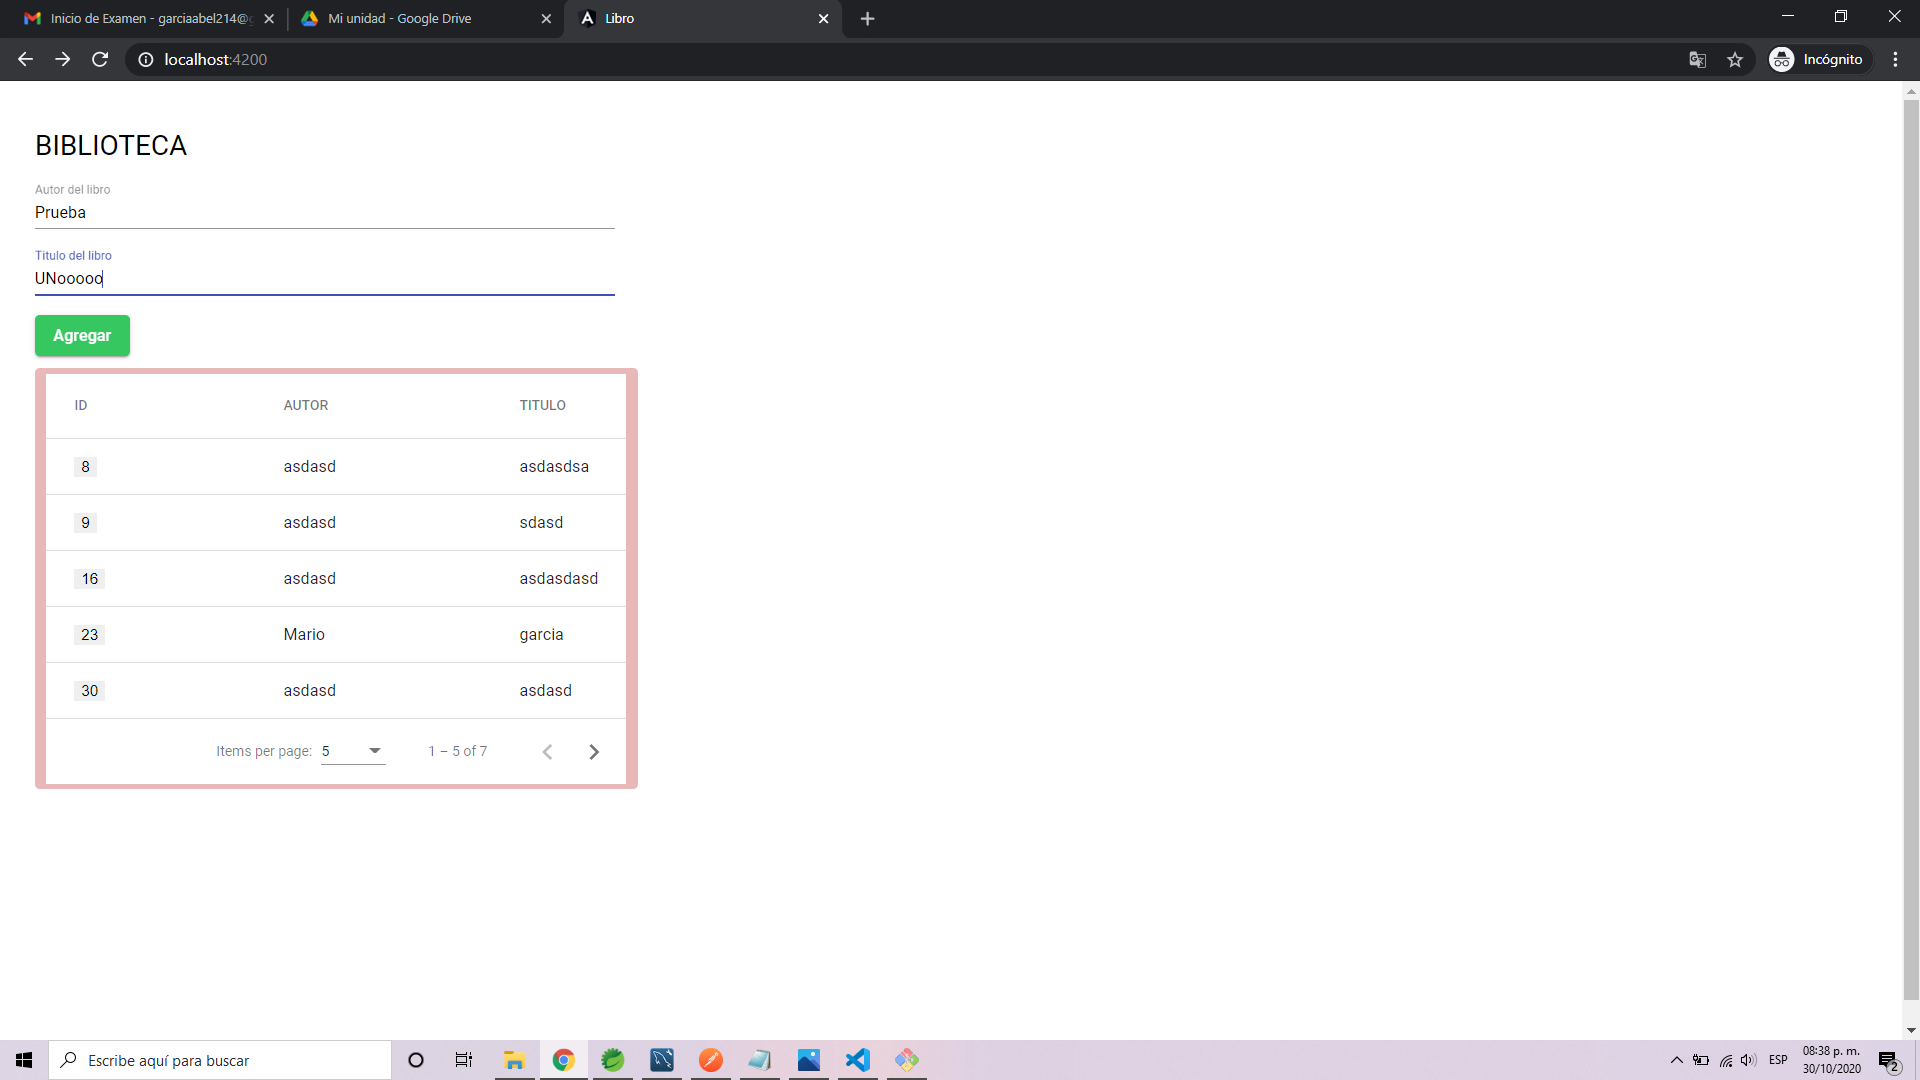 Inicio de Examen - garciaabel214@g
Mi unidad - Google Drive
Libro
localhost:4200
Incógnito
BIBLIOTECA
Autor del libro
Prueba
Titulo del libro
UNooooo
Agregar
ID AUTOR TITULO
8 asdasd asdasdsa
9 asdasd sdasd
16 asdasd asdasdasd
23 Mario garcia
30 asdasd asdasd
Items per page: 5 1 – 5 of 7
Escribe aquí para buscar
ESP
08:38 p. m.
30/10/2020
2